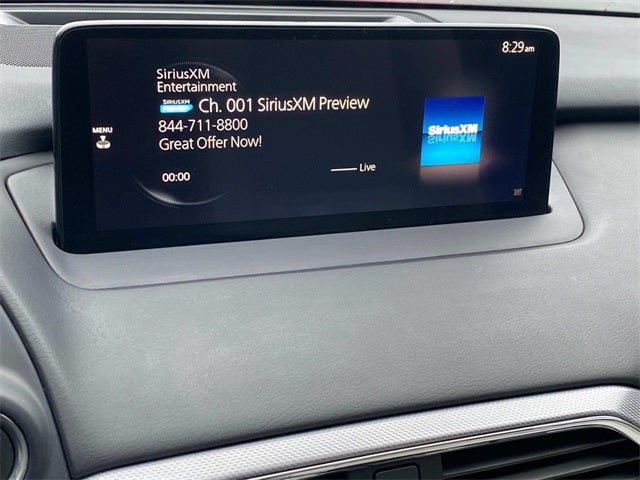 8:29am
SiriusXM
Entertainment
SIRIUSXM Ch. 001 SiriusXM Preview
844-711-8800
Great Offer Now!
MENU
SiriusXM
00:00
Live